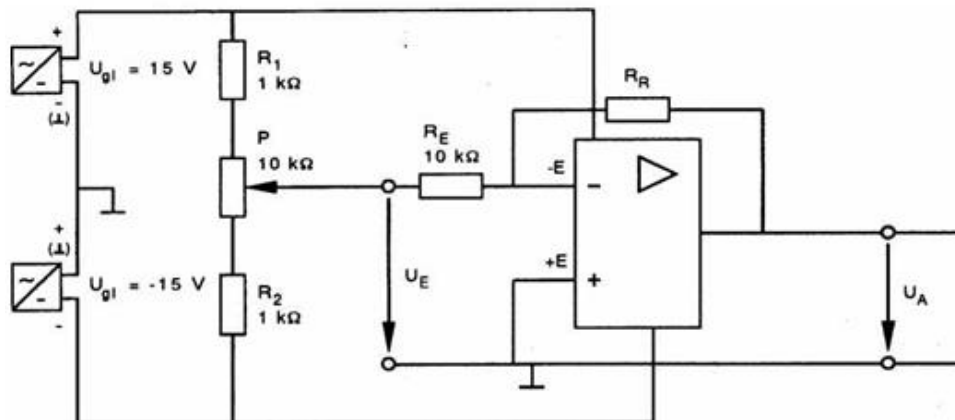 +
~
-
U_gl = 15 V
-
(⊥)
R_1
1 kΩ
P
10 kΩ
R_E
10 kΩ
R_R
-E
-
▷
+E
+
U_E
U_A
+
(⊥)
~
-
U_gl = -15 V
-
R_2
1 kΩ